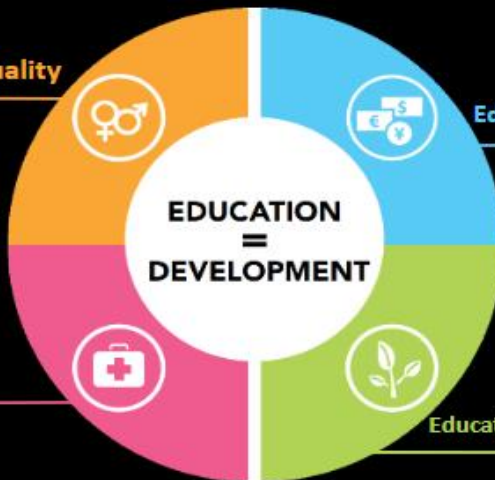 uality
Ed
EDUCATION
=
DEVELOPMENT
$
€
¥
Educat